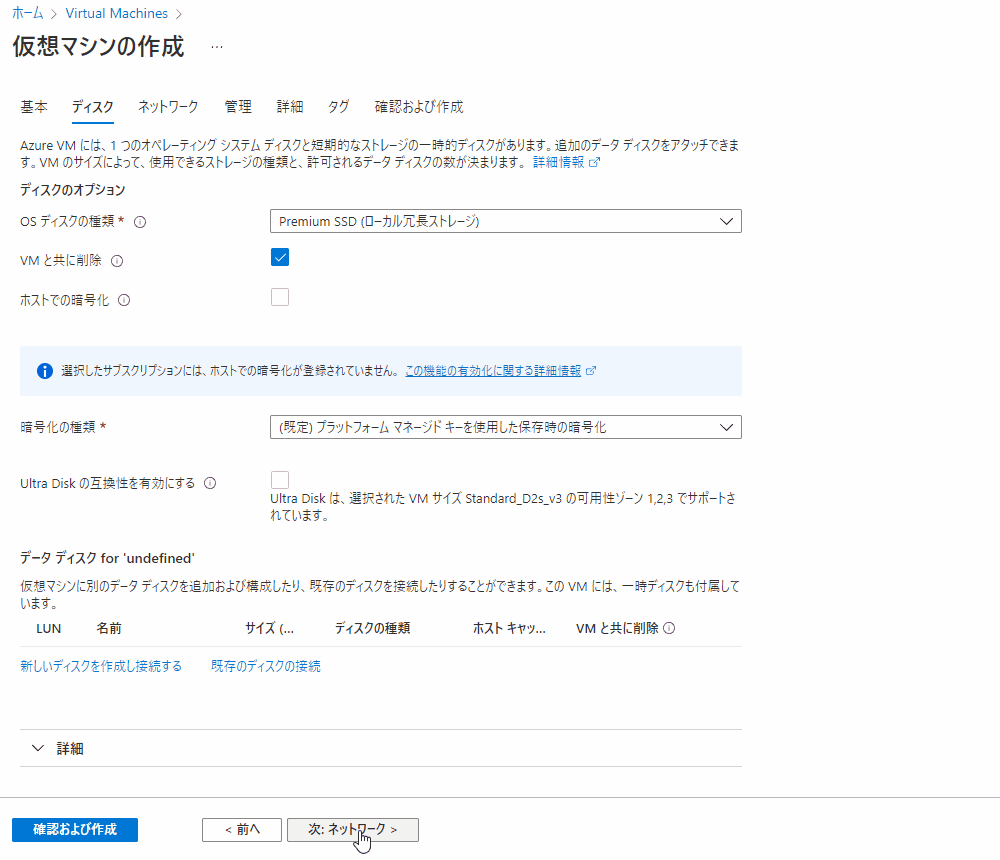 ホーム > Virtual Machines >
仮想マシンの作成 ...
基本 ディスク ネットワーク 管理 詳細 タグ 確認および作成
Azure VM には、1 つのオペレーティング システム ディスクと短期的なストレージの一時的ディスクがあります。追加のデータ ディスクをアタッチできま
す。VM のサイズによって、使用できるストレージの種類と、許可されるデータ ディスクの数が決まります。 詳細情報
ディスクのオプション
OS ディスクの種類 * Premium SSD (ローカル冗長ストレージ)
VM と共に削除
ホストでの暗号化
選択したサブスクリプションには、ホストでの暗号化が登録されていません。 この機能の有効化に関する詳細情報
暗号化の種類 * (既定) プラットフォーム マネージド キーを使用した保存時の暗号化
Ultra Disk の互換性を有効にする
Ultra Disk は、選択された VM サイズ Standard_D2s_v3 の可用性ゾーン 1,2,3 でサポートさ
れています。
データ ディスク for 'undefined'
仮想マシンに別のデータ ディスクを追加および構成したり、既存のディスクを接続したりすることができます。この VM には、一時ディスクも付属して
います。
LUN 名前 サイズ (... ディスクの種類 ホスト キャッ... VM と共に削除
新しいディスクを作成し接続する 既存のディスクの接続
詳細
確認および作成 < 前へ 次: ネットワーク >